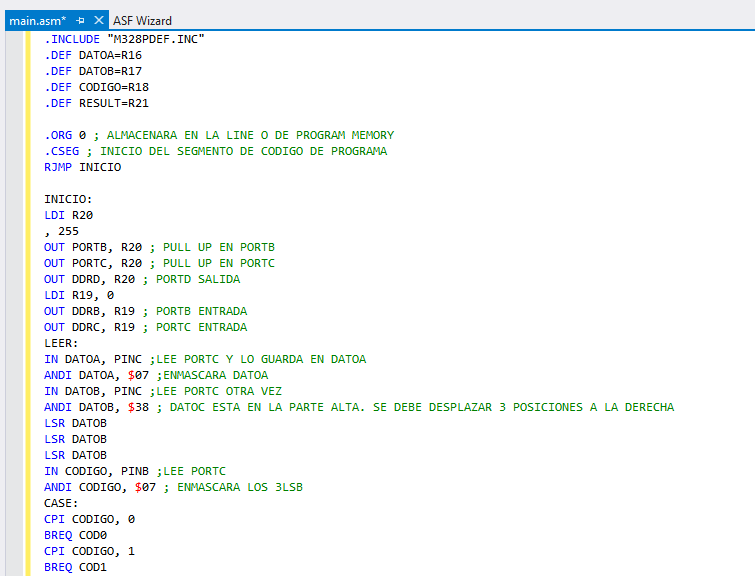 main.asm* ASF Wizard
.INCLUDE "M328PDEF.INC"
.DEF DATOA=R16
.DEF DATOB=R17
.DEF CODIGO=R18
.DEF RESULT=R21
.ORG 0 ; ALMACENARA EN LA LINE O DE PROGRAM MEMORY
.CSEG ; INICIO DEL SEGMENTO DE CODIGO DE PROGRAMA
RJMP INICIO
INICIO:
LDI R20
, 255
OUT PORTB, R20 ; PULL UP EN PORTB
OUT PORTC, R20 ; PULL UP EN PORTC
OUT DDRD, R20 ; PORTD SALIDA
LDI R19, 0
OUT DDRB, R19 ; PORTB ENTRADA
OUT DDRC, R19 ; PORTC ENTRADA
LEER:
IN DATOA, PINC ;LEE PORTC Y LO GUARDA EN DATOA
ANDI DATOA, $07 ;ENMASCARA DATOA
IN DATOB, PINC ;LEE PORTC OTRA VEZ
ANDI DATOB, $38 ; DATOC ESTA EN LA PARTE ALTA. SE DEBE DESPLAZAR 3 POSICIONES A LA DERECHA
LSR DATOB
LSR DATOB
LSR DATOB
IN CODIGO, PINB ;LEE PORTC
ANDI CODIGO, $07 ; ENMASCARA LOS 3LSB
CASE:
CPI CODIGO, 0
BREQ COD0
CPI CODIGO, 1
BREQ COD1